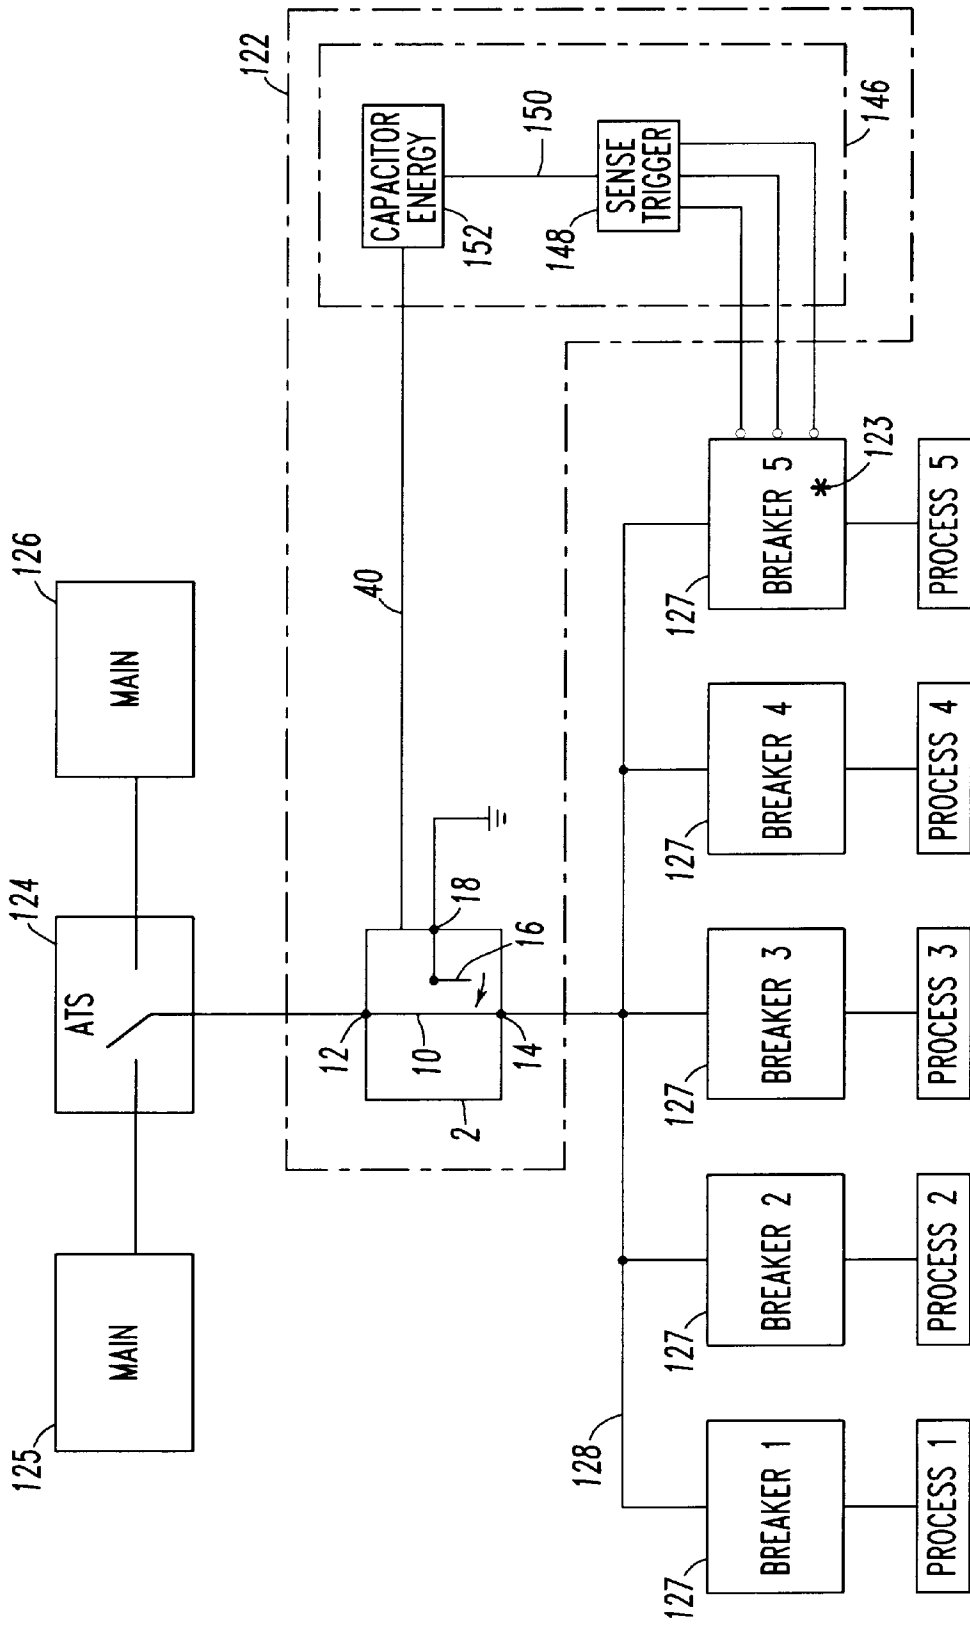 125
MAIN
124
ATS
126
MAIN
122
12
10
14
2
18
16
40
CAPACITOR
ENERGY
152
150
148
SENSE
TRIGGER
146
128
127
BREAKER 1
127
BREAKER 2
127
BREAKER 3
127
BREAKER 4
127
BREAKER 5
*
123
PROCESS 1
PROCESS 2
PROCESS 3
PROCESS 4
PROCESS 5